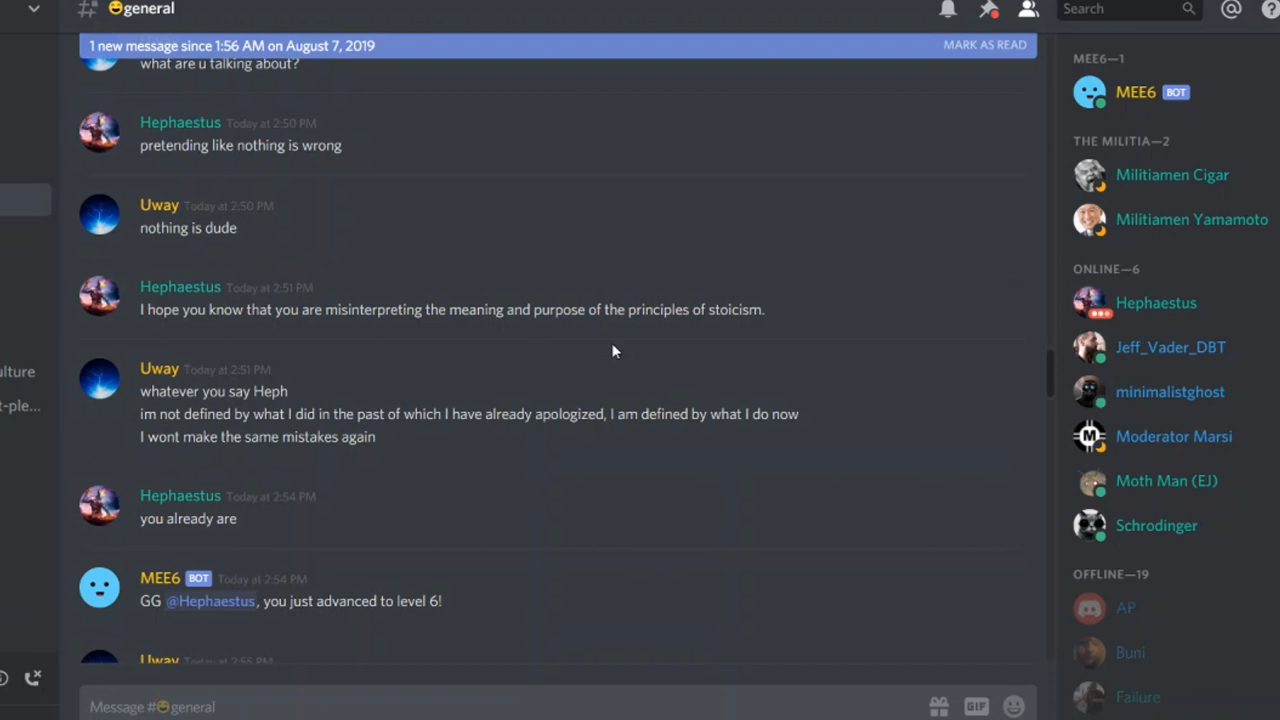 general
Search
1 new message since 1:56 AM on August 7, 2019
MARK AS READ
what are u talking about?
Hephaestus Today at 2:50 PM
pretending like nothing is wrong
Uway Today at 2:50 PM
nothing is dude
Hephaestus Today at 2:51 PM
I hope you know that you are misinterpreting the meaning and purpose of the principles of stoicism.
Uway Today at 2:51 PM
whatever you say Heph
im not defined by what I did in the past of which I have already apologized, I am defined by what I do now
I wont make the same mistakes again
Hephaestus Today at 2:54 PM
you already are
MEE6 BOT Today at 2:54 PM
GG @Hephaestus, you just advanced to level 6!
Uway Today at 2:55 PM
Message #general
GIF
ulture
t-ple...
MEE6—1
MEE6 BOT
THE MILITIA—2
Militiamen Cigar
Militiamen Yamamoto
ONLINE—6
Hephaestus
Jeff_Vader_DBT
minimalistghost
Moderator Marsi
Moth Man (EJ)
Schrodinger
OFFLINE—19
AP
Buni
Failure